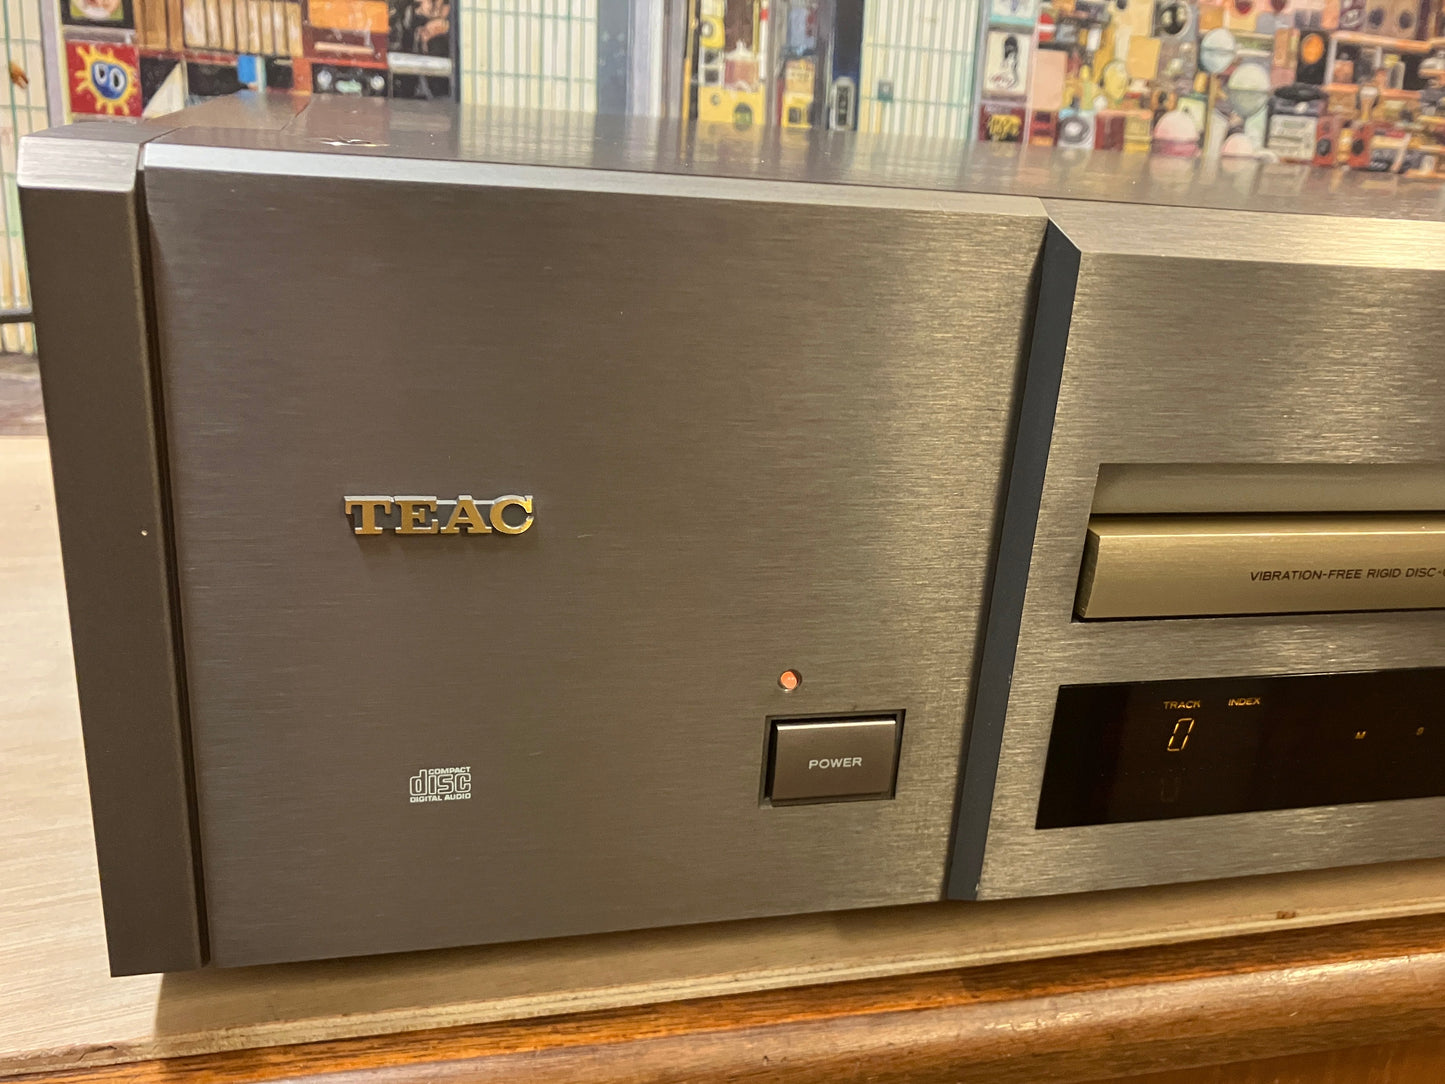 TEAC
VIBRATION-FREE RIGID DISC-
TRACK INDEX
0
M S
POWER
COMPACT
disc
DIGITAL AUDIO